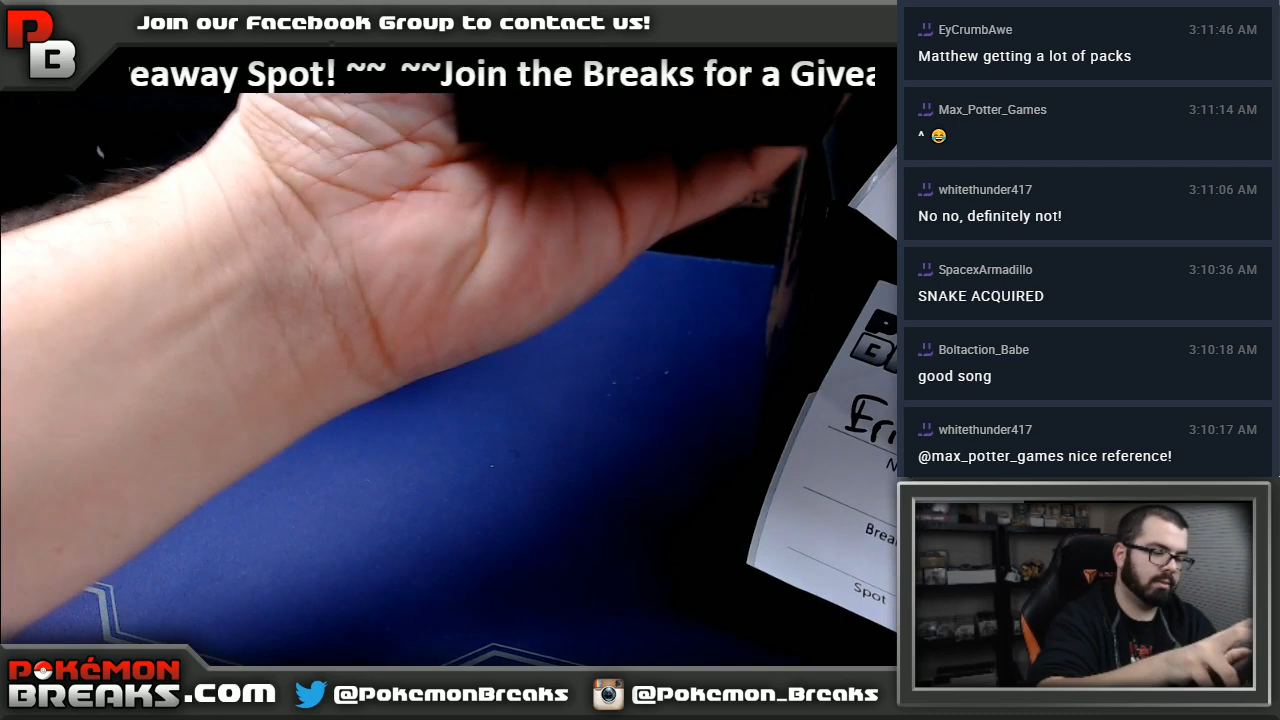 Join our Facebook Group to contact us!
PB
eaway Spot! ~~ ~~Join the Breaks for a Givea
EyCrumbAwe 3:11:46 AM
Matthew getting a lot of packs
Max_Potter_Games 3:11:14 AM
^ 😂
whitethunder417 3:11:06 AM
No no, definitely not!
SpacexArmadillo 3:10:36 AM
SNAKE ACQUIRED
Boltaction_Babe 3:10:18 AM
good song
whitethunder417 3:10:17 AM
@max_potter_games nice reference!
Eri
N
Brea
Spot
POKéMON
BREAKS.com
@PokemonBreaks
@Pokemon_Breaks